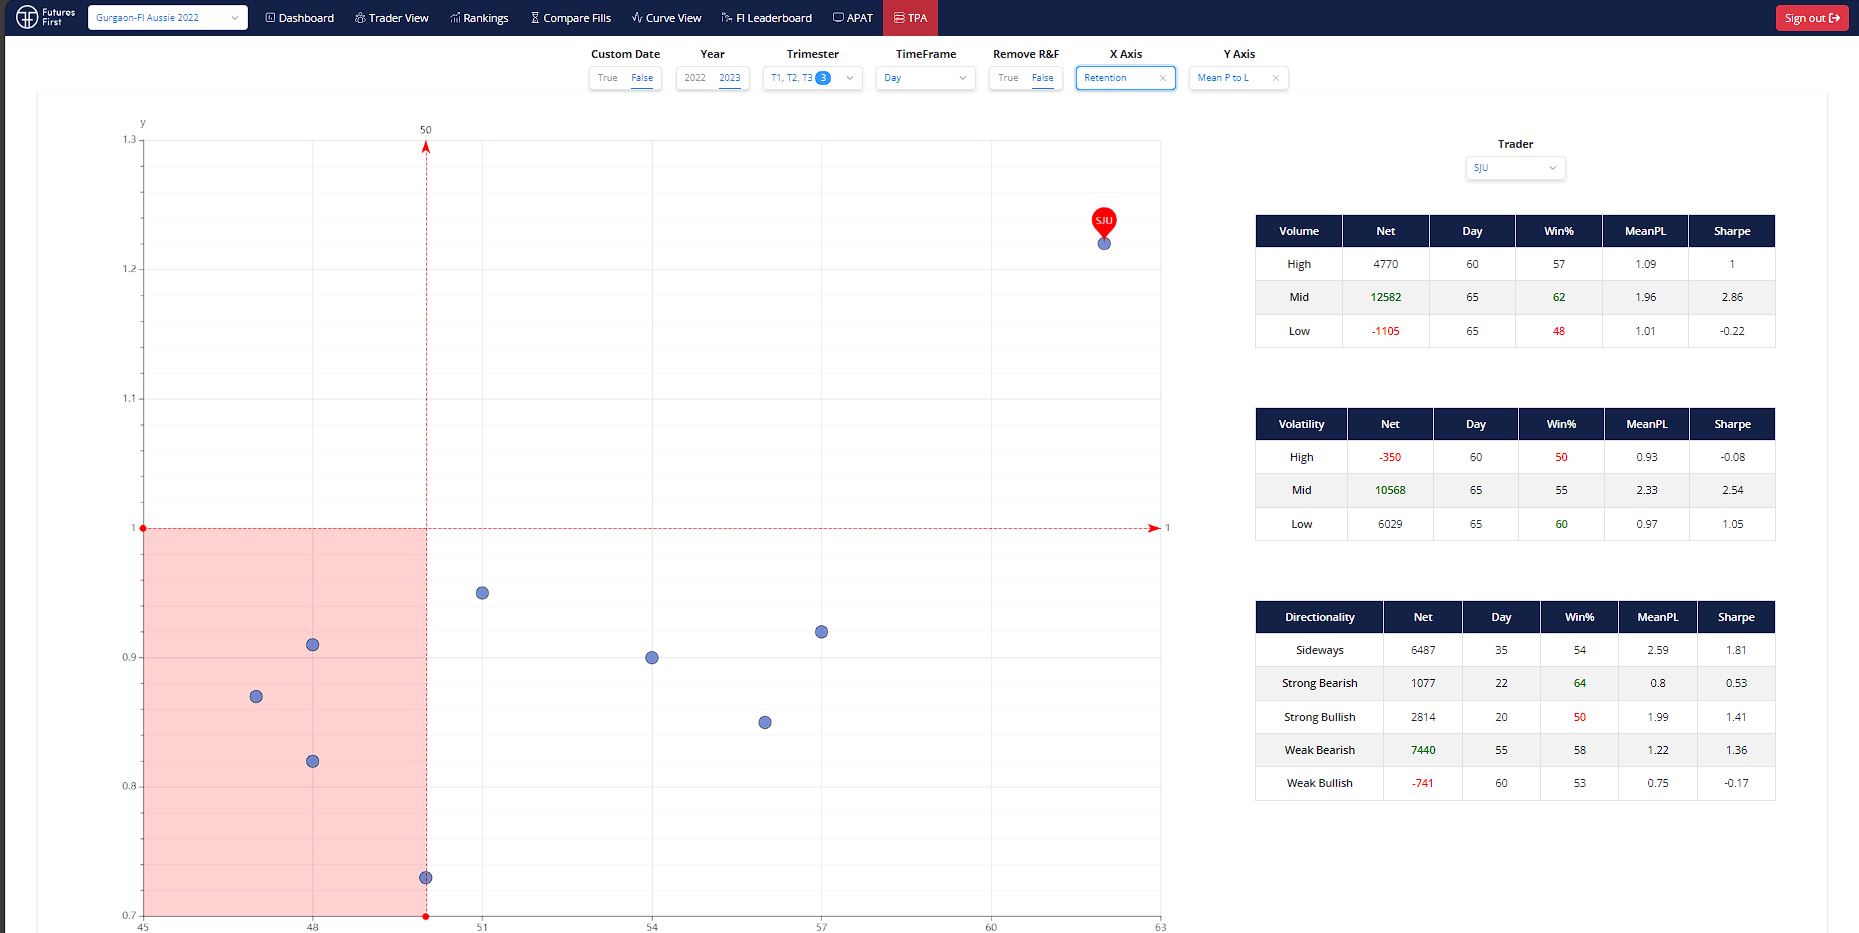 Futures First Gurgaon-FI Aussie 2022 Dashboard Trader View Rankings Compare Fills Curve View FI Leaderboard APAT TPA Sign out
Custom Date Year Trimester TimeFrame Remove R&F X Axis Y Axis
True False 2022 2023 T1, T2, T3 3 Day True False Retention Mean P to L
y
50
1.3
1.2
1.1
1
0.9
0.8
0.7
1
SJU
45 48 51 54 57 60 63
Trader
SJU
Volume Net Day Win% MeanPL Sharpe
High 4770 60 57 1.09 1
Mid 12582 65 62 1.96 2.86
Low -1105 65 48 1.01 -0.22
Volatility Net Day Win% MeanPL Sharpe
High -350 60 50 0.93 -0.08
Mid 10568 65 55 2.33 2.54
Low 6029 65 60 0.97 1.05
Directionality Net Day Win% MeanPL Sharpe
Sideways 6487 35 54 2.59 1.81
Strong Bearish 1077 22 64 0.8 0.53
Strong Bullish 2814 20 50 1.99 1.41
Weak Bearish 7440 55 58 1.22 1.36
Weak Bullish -741 60 53 0.75 -0.17